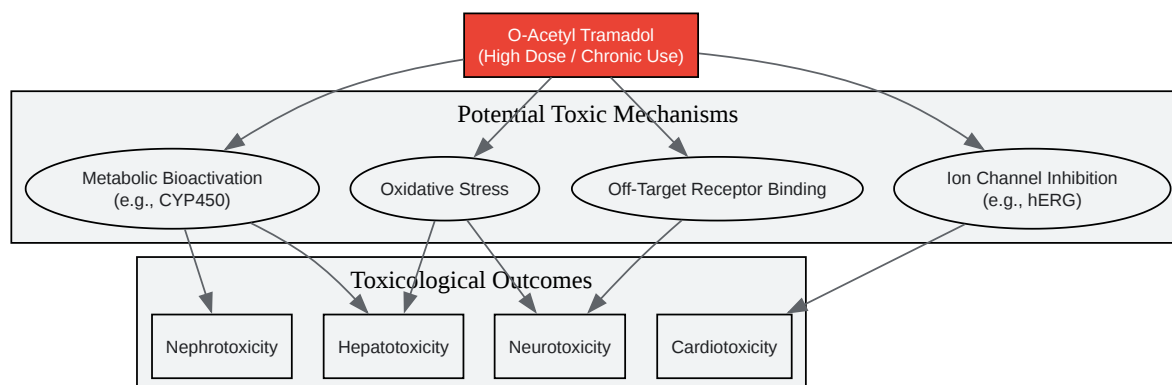 O-Acetyl Tramadol
(High Dose / Chronic Use)
Potential Toxic Mechanisms
Metabolic Bioactivation
(e.g., CYP450)
Oxidative Stress
Off-Target Receptor Binding
Ion Channel Inhibition
(e.g., hERG)
Toxicological Outcomes
Nephrotoxicity
Hepatotoxicity
Neurotoxicity
Cardiotoxicity